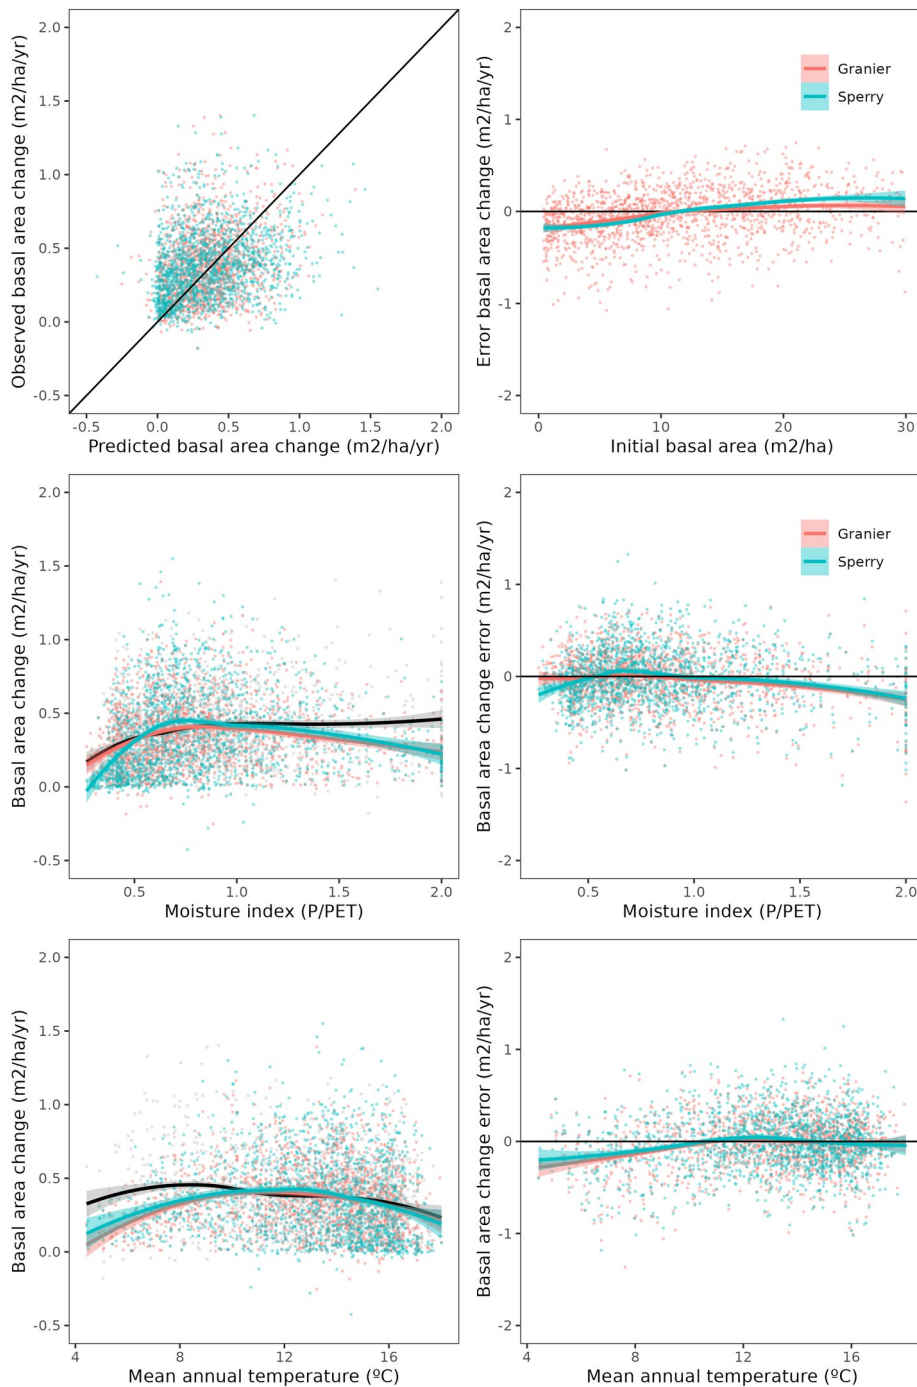 2.0
1.5
1.0
0.5
0.0
-0.5
Observed basal area change (m2/ha/yr)
-0.5 0.0 0.5 1.0 1.5 2.0
Predicted basal area change (m2/ha/yr)
2
1
0
-1
-2
Error basal area change (m2/ha/yr)
Granier
Sperry
0 10 20 30
Initial basal area (m2/ha)
2.0
1.5
1.0
0.5
0.0
-0.5
Basal area change (m2/ha/yr)
0.5 1.0 1.5 2.0
Moisture index (P/PET)
2
1
0
-1
-2
Basal area change error (m2/ha/yr)
Granier
Sperry
0.5 1.0 1.5 2.0
Moisture index (P/PET)
2.0
1.5
1.0
0.5
0.0
-0.5
Basal area change (m2/ha/yr)
4 8 12 16
Mean annual temperature (ºC)
2
1
0
-1
-2
Basal area change error (m2/ha/yr)
4 8 12 16
Mean annual temperature (ºC)